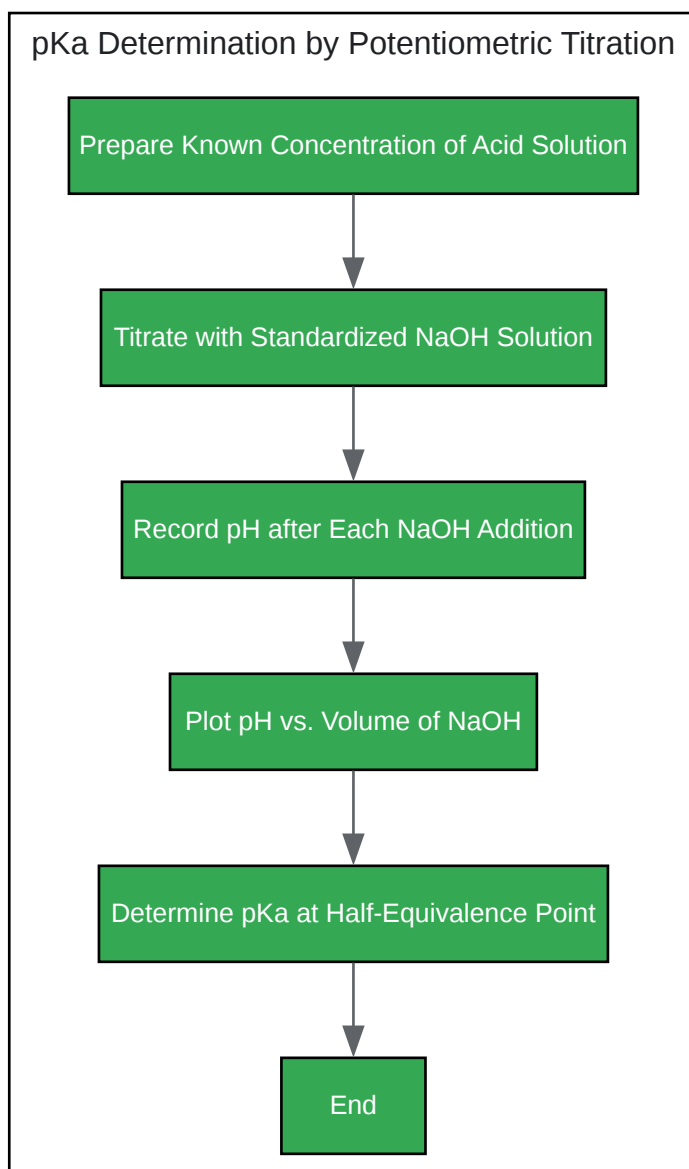 pKa Determination by Potentiometric Titration
Prepare Known Concentration of Acid Solution
Titrate with Standardized NaOH Solution
Record pH after Each NaOH Addition
Plot pH vs. Volume of NaOH
Determine pKa at Half-Equivalence Point
End